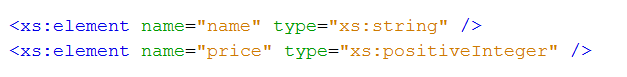 <xs:element name="name" type="xs:string" />
<xs:element name="price" type="xs:positiveInteger" />